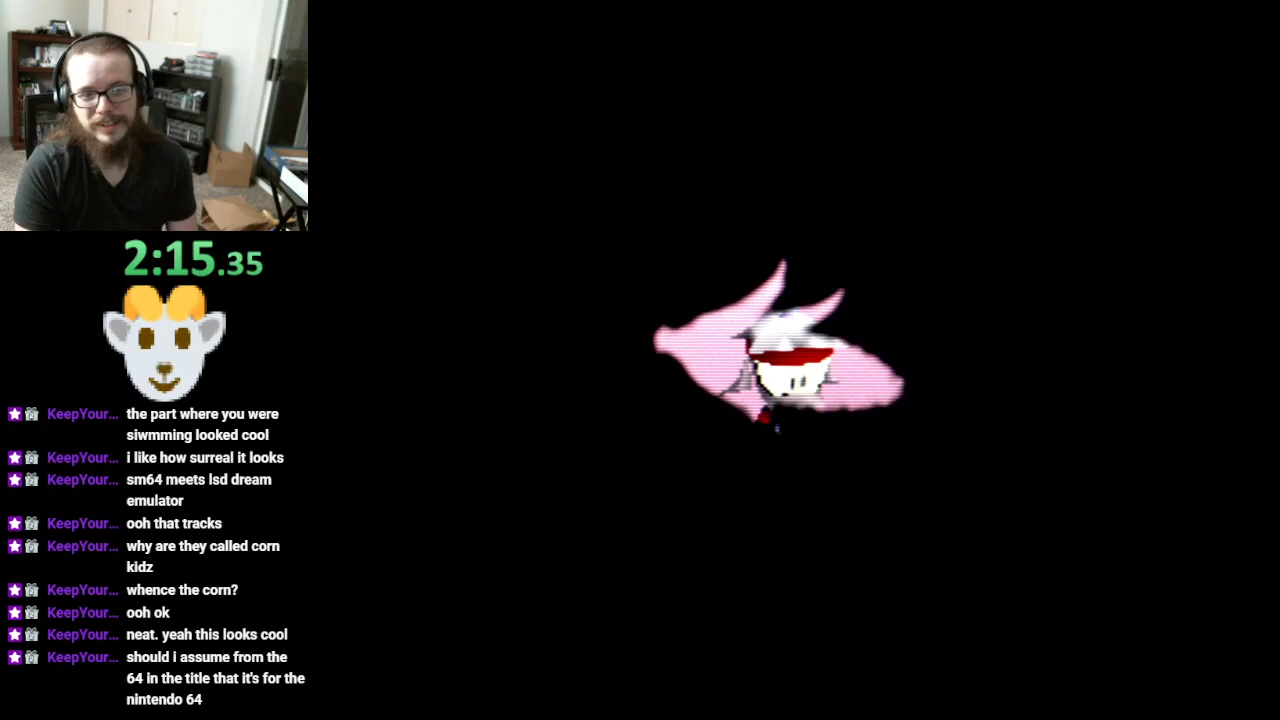 2:15.35
KeepYour... the part where you were
siwmming looked cool
KeepYour... i like how surreal it looks
KeepYour... sm64 meets lsd dream
emulator
KeepYour... ooh that tracks
KeepYour... why are they called corn
kidz
KeepYour... whence the corn?
KeepYour... ooh ok
KeepYour... neat. yeah this looks cool
KeepYour... should i assume from the
64 in the title that it's for the
nintendo 64